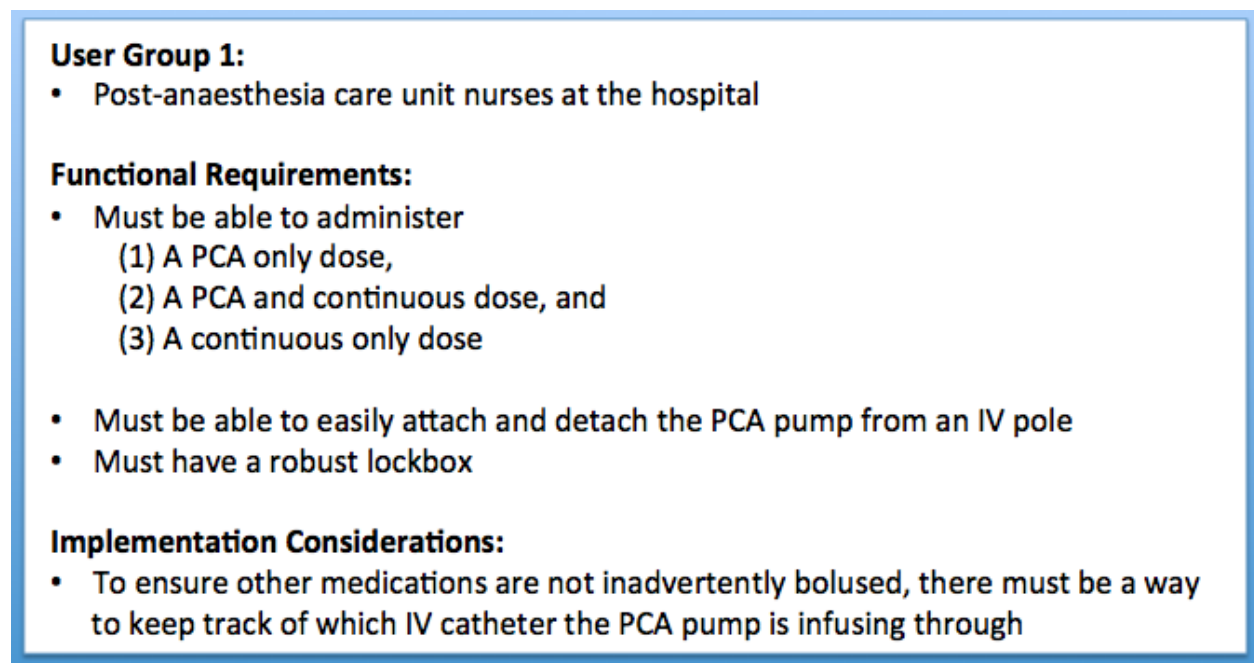 User Group 1:
• Post-anaesthesia care unit nurses at the hospital
Functional Requirements:
• Must be able to administer
(1) A PCA only dose,
(2) A PCA and continuous dose, and
(3) A continuous only dose
• Must be able to easily attach and detach the PCA pump from an IV pole
• Must have a robust lockbox
Implementation Considerations:
• To ensure other medications are not inadvertently bolused, there must be a way
to keep track of which IV catheter the PCA pump is infusing through